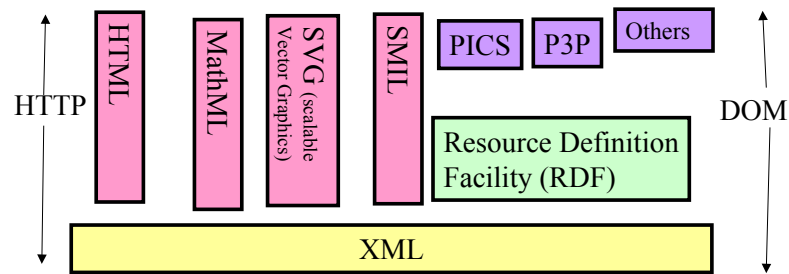 HTTP
HTML
MathML
SVG (scalable
Vector Graphics)
SMIL
PICS
P3P
Others
DOM
Resource Definition
Facility (RDF)
XML